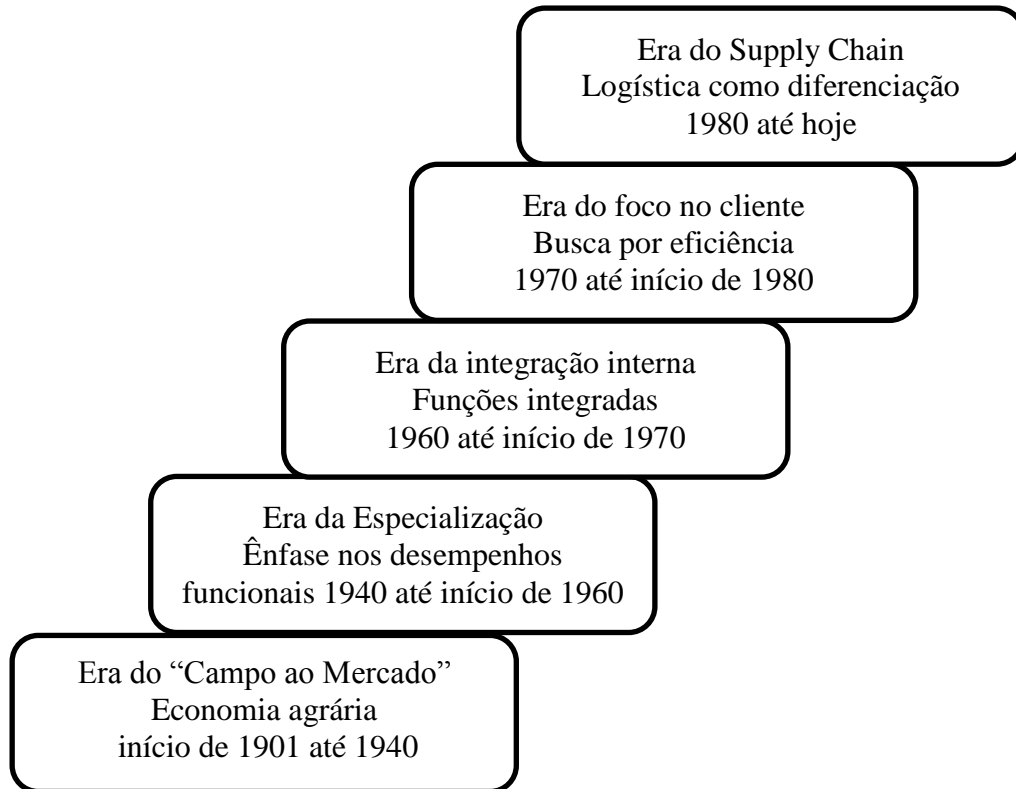 Era do Supply Chain
Logística como diferenciação
1980 até hoje
Era do foco no cliente
Busca por eficiência
1970 até início de 1980
Era da integração interna
Funções integradas
1960 até início de 1970
Era da Especialização
Ênfase nos desempenhos
funcionais 1940 até início de 1960
Era do “Campo ao Mercado”
Economia agrária
início de 1901 até 1940